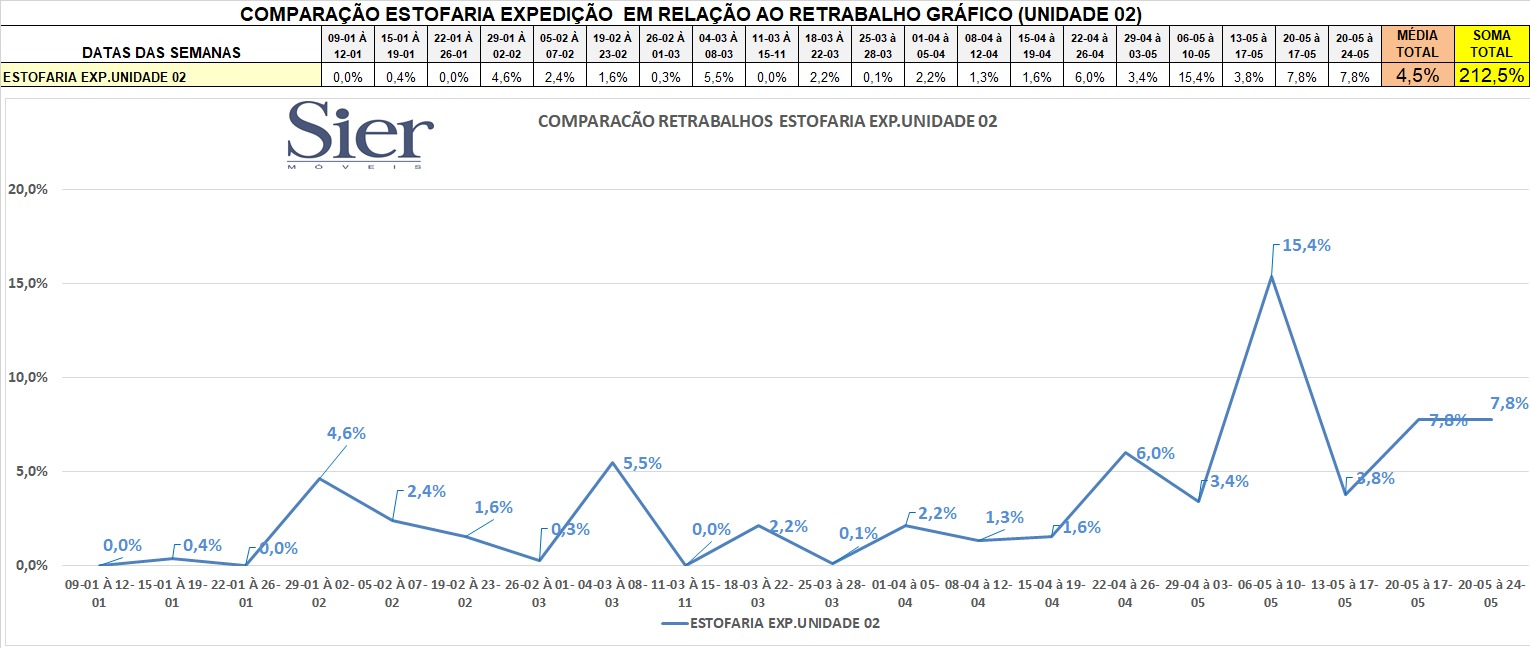 COMPARAÇÃO ESTOFARIA EXPEDIÇÃO EM RELAÇÃO AO RETRABALHO GRÁFICO (UNIDADE 02)
DATAS DAS SEMANAS 09-01 À 12-01 15-01 À 19-01 22-01 À 26-01 29-01 À 02-02 05-02 À 07-02 19-02 À 23-02 26-02 À 01-03 04-03 À 08-03 11-03 À 15-11 18-03 À 22-03 25-03 à 28-03 01-04 à 05-04 08-04 à 12-04 15-04 à 19-04 22-04 à 26-04 29-04 à 03-05 06-05 à 10-05 13-05 à 17-05 20-05 à 17-05 20-05 à 24-05 MÉDIA TOTAL SOMA TOTAL
ESTOFARIA EXP.UNIDADE 02 0,0% 0,4% 0,0% 4,6% 2,4% 1,6% 0,3% 5,5% 0,0% 2,2% 0,1% 2,2% 1,3% 1,6% 6,0% 3,4% 15,4% 3,8% 7,8% 7,8% 4,5% 212,5%
Sier
MÓVEIS
COMPARACÃO RETRABALHOS ESTOFARIA EXP.UNIDADE 02
20,0%
15,4%
15,0%
10,0%
7,8%
7,8%
4,6%
6,0%
5,5%
5,0%
3,8%
3,4%
2,4%
1,6%
2,2%
1,3%
1,6%
2,2%
0,1%
0,0%
0,3%
0,0%
0,4%
0,0%
0,0%
09-01 À 12- 15-01 À 19- 22-01 À 26- 29-01 À 02- 05-02 À 07- 19-02 À 23- 26-02 À 01- 04-03 À 08- 11-03 À 15- 18-03 À 22- 25-03 à 28- 01-04 à 05- 08-04 à 12- 15-04 à 19- 22-04 à 26- 29-04 à 03- 06-05 à 10- 13-05 à 17- 20-05 à 17- 20-05 à 24-
01 01 01 02 02 02 03 03 11 03 03 04 04 04 04 05 05 05 05 05
ESTOFARIA EXP.UNIDADE 02